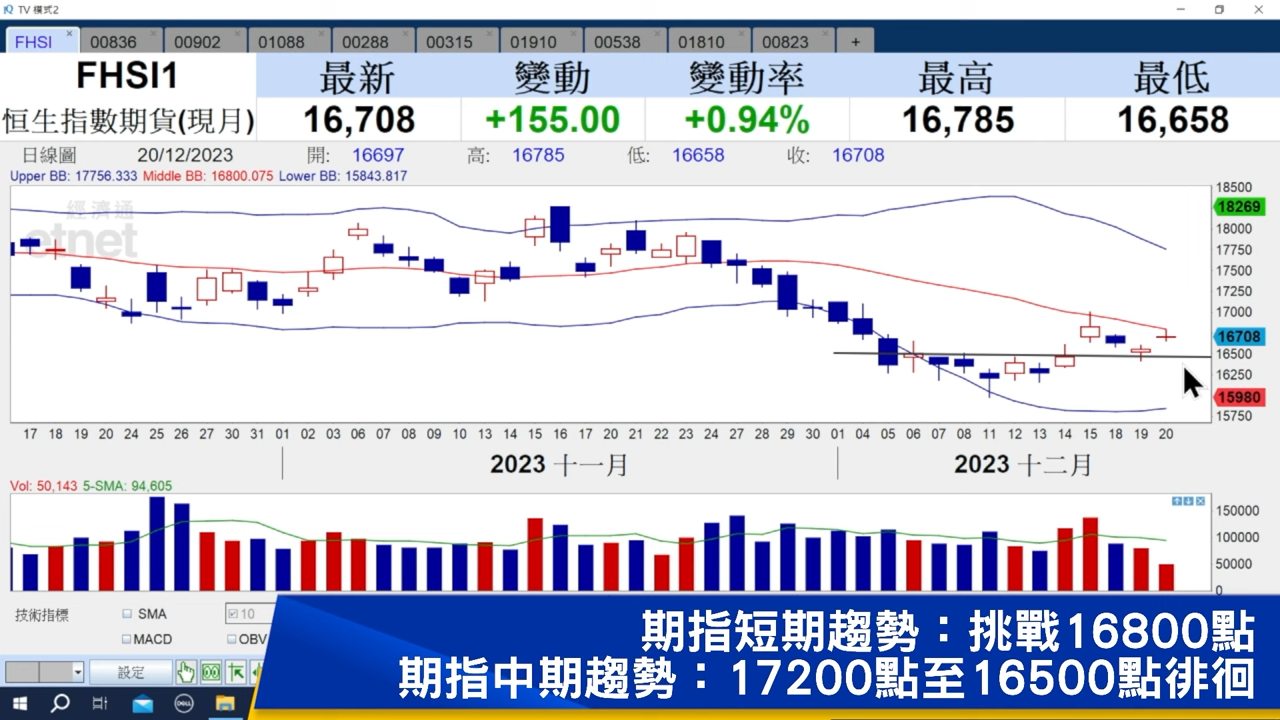 TV 模式2
FHSI 00836 00902 01088 00288 00315 01910 00538 01810 00823 +
FHSI1 最新 變動 變動率 最高 最低
恒生指數期貨(現月) 16,708 +155.00 +0.94% 16,785 16,658
日線圖 20/12/2023 開: 16697 高: 16785 低: 16658 收: 16708
Upper BB: 17756.333 Middle BB: 16800.075 Lower BB: 15843.817
經濟通
etnet
18500
18269
18000
17750
17500
17250
17000
16708
16500
16250
15980
15750
17 18 19 20 24 25 26 27 30 31 01 02 03 06 07 08 09 10 13 14 15 16 17 20 21 22 23 24 27 28 29 30 01 04 05 06 07 08 11 12 13 14 15 18 19 20
2023 十一月 2023 十二月
Vol: 50,143 5-SMA: 94,605
150000
100000
50000
0
技術指標 SMA 10
MACD OBV
設定
期指短期趨勢：挑戰16800點
期指中期趨勢：17200點至16500點徘徊
DELL